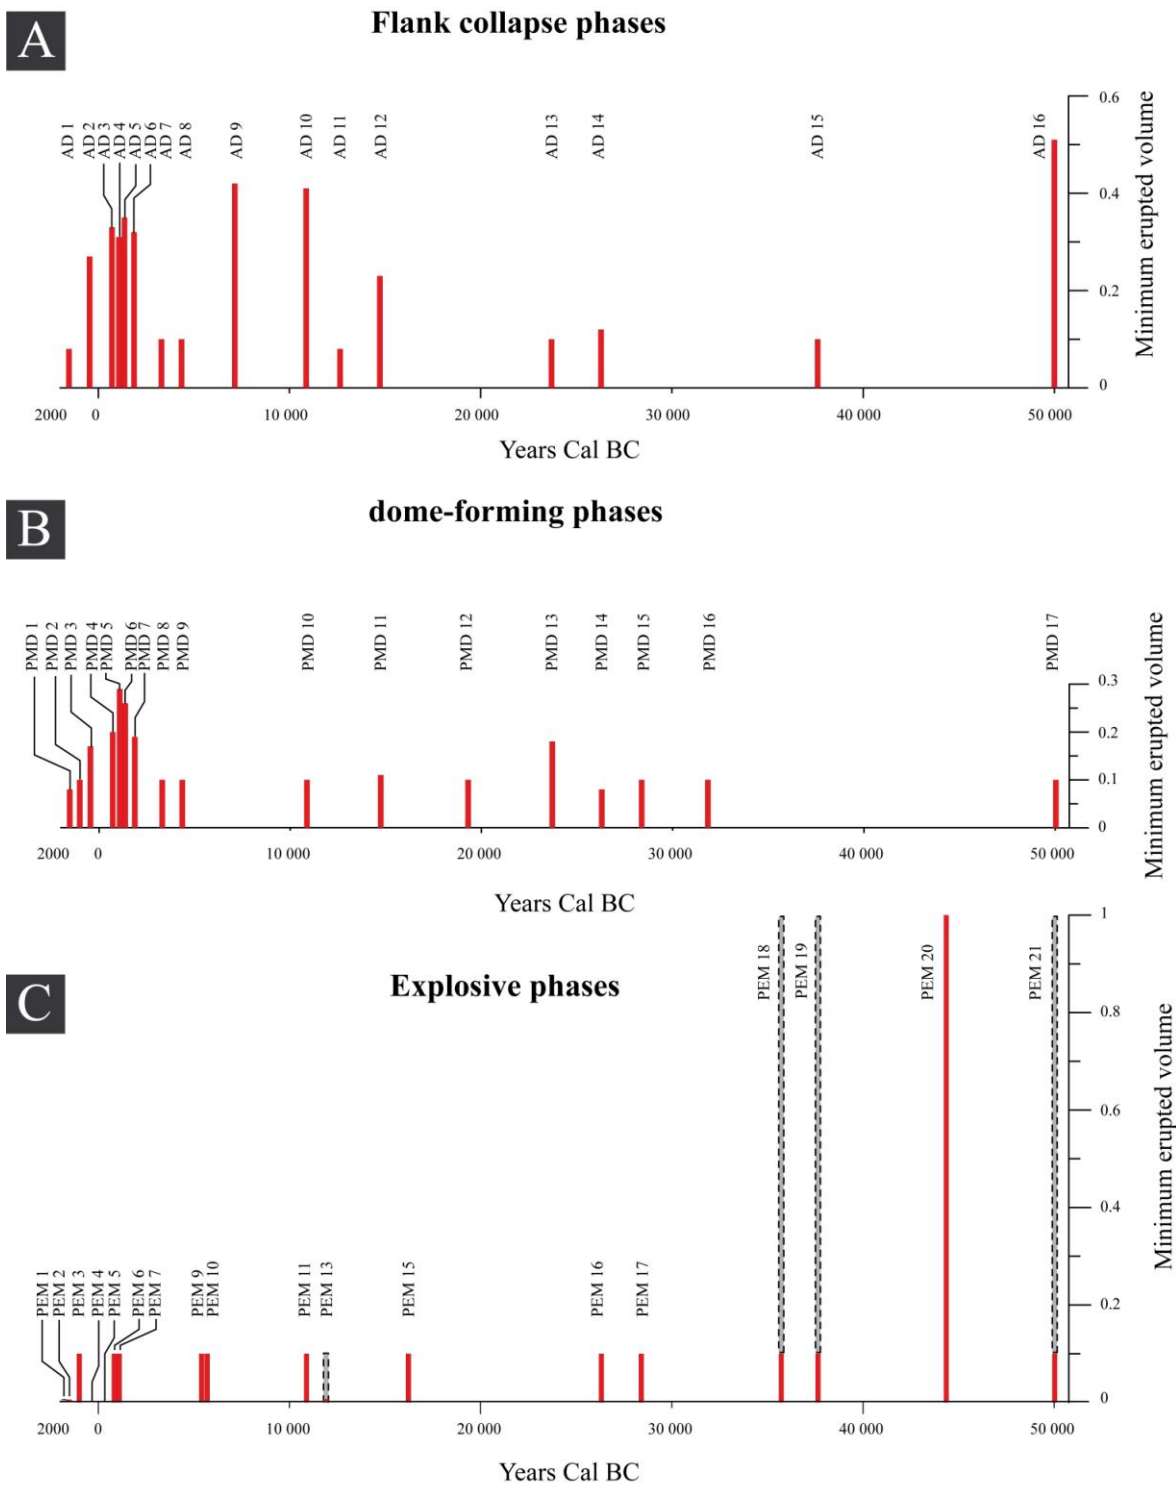 A
Flank collapse phases
AD 1
AD 2
AD 3
AD 4
AD 5
AD 6
AD 7
AD 8
AD 9
AD 10
AD 11
AD 12
AD 13
AD 14
AD 15
AD 16
0.6
0.4
0.2
0
Minimum erupted volume
2000 0 10 000 20 000 30 000 40 000 50 000
Years Cal BC
B
dome-forming phases
PMD 1
PMD 2
PMD 3
PMD 4
PMD 5
PMD 6
PMD 7
PMD 8
PMD 9
PMD 10
PMD 11
PMD 12
PMD 13
PMD 14
PMD 15
PMD 16
PMD 17
0.3
0.2
0.1
0
Minimum erupted volume
2000 0 10 000 20 000 30 000 40 000 50 000
Years Cal BC
C
Explosive phases
PEM 1
PEM 2
PEM 3
PEM 4
PEM 5
PEM 6
PEM 7
PEM 9
PEM 10
PEM 11
PEM 13
PEM 15
PEM 16
PEM 17
PEM 18
PEM 19
PEM 20
PEM 21
1
0.8
0.6
0.4
0.2
0
Minimum erupted volume
2000 0 10 000 20 000 30 000 40 000 50 000
Years Cal BC